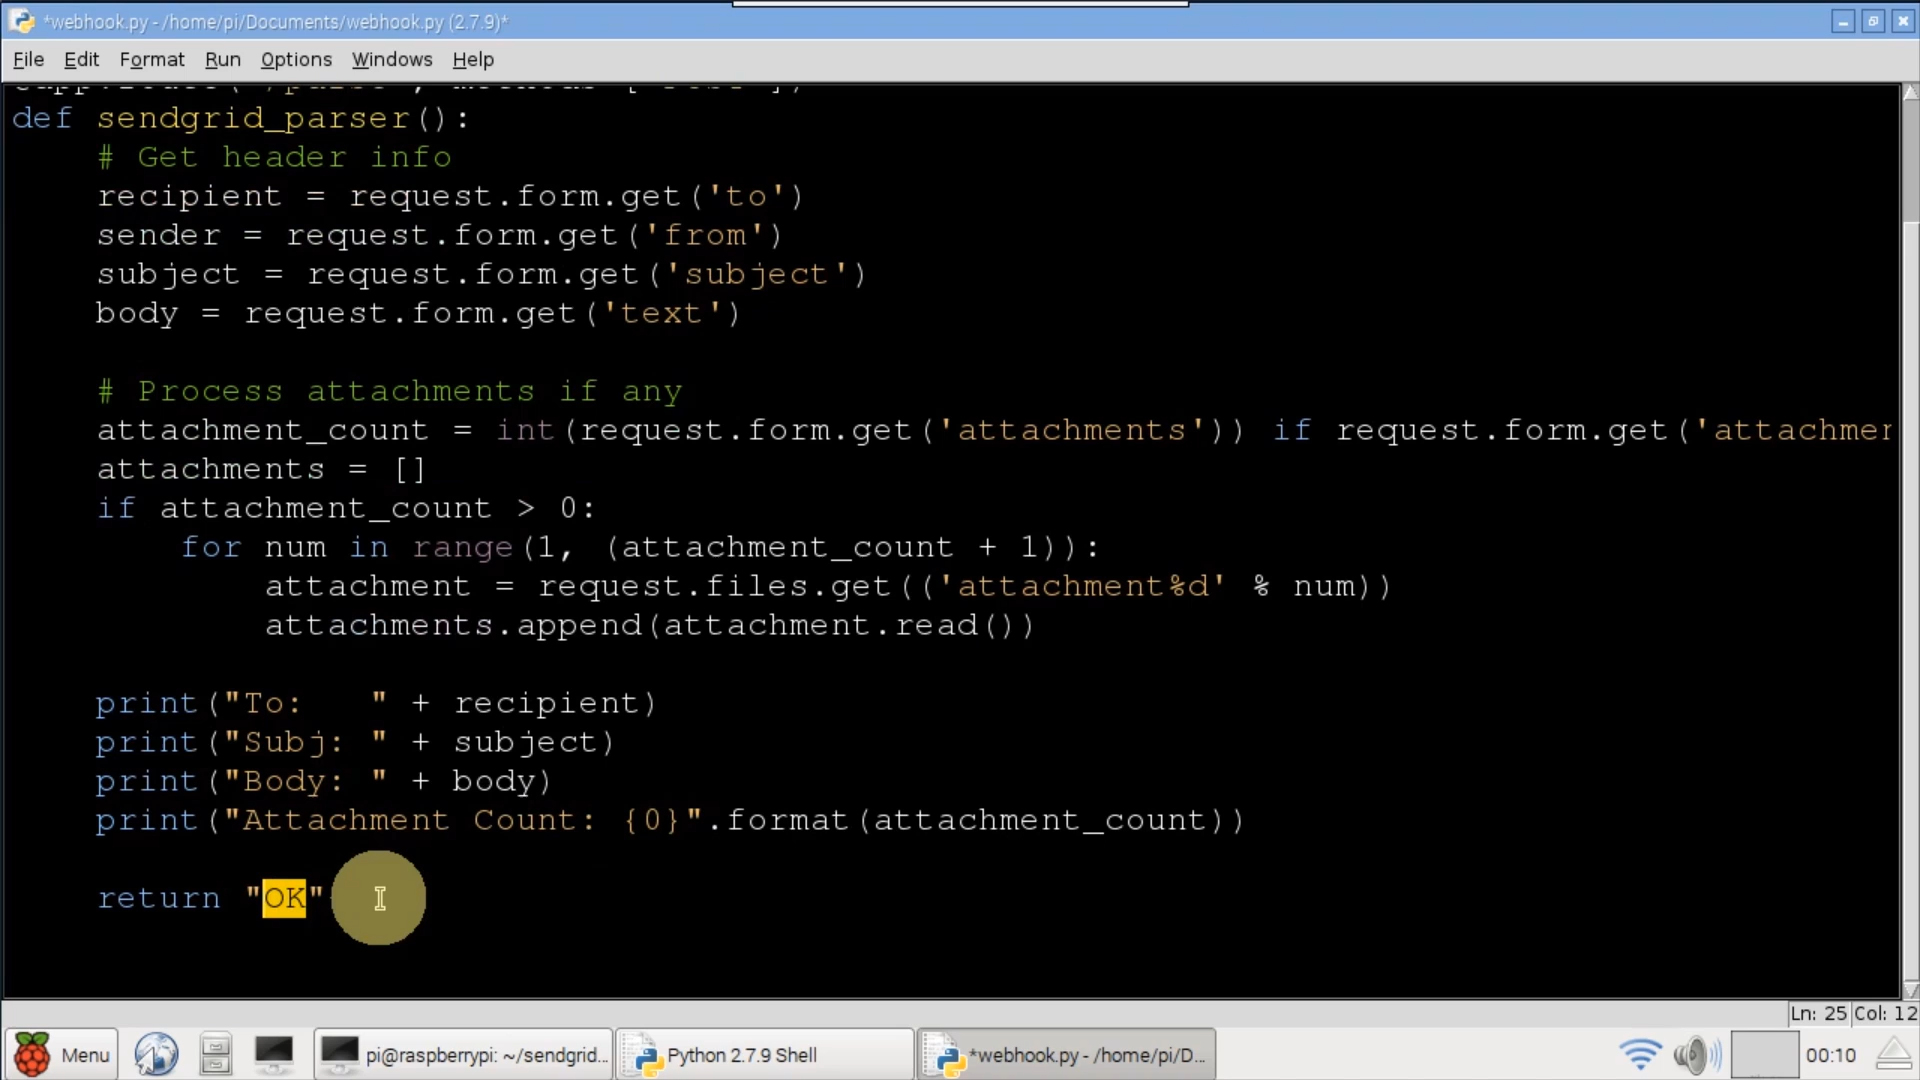 *webhook.py - /home/pi/Documents/webhook.py (2.7.9)*
File Edit Format Run Options Windows Help
def sendgrid_parser():
# Get header info
recipient = request.form.get('to')
sender = request.form.get('from')
subject = request.form.get('subject')
body = request.form.get('text')
# Process attachments if any
attachment_count = int(request.form.get('attachments')) if request.form.get('attachmen
attachments = []
if attachment_count > 0:
for num in range(1, (attachment_count + 1)):
attachment = request.files.get(('attachment%d' % num))
attachments.append(attachment.read())
print("To:   " + recipient)
print("Subj: " + subject)
print("Body: " + body)
print("Attachment Count: {0}".format(attachment_count))
return "OK"
Ln: 25 Col: 12
Menu pi@raspberrypi: ~/sendgrid... Python 2.7.9 Shell *webhook.py - /home/pi/D... 00:10